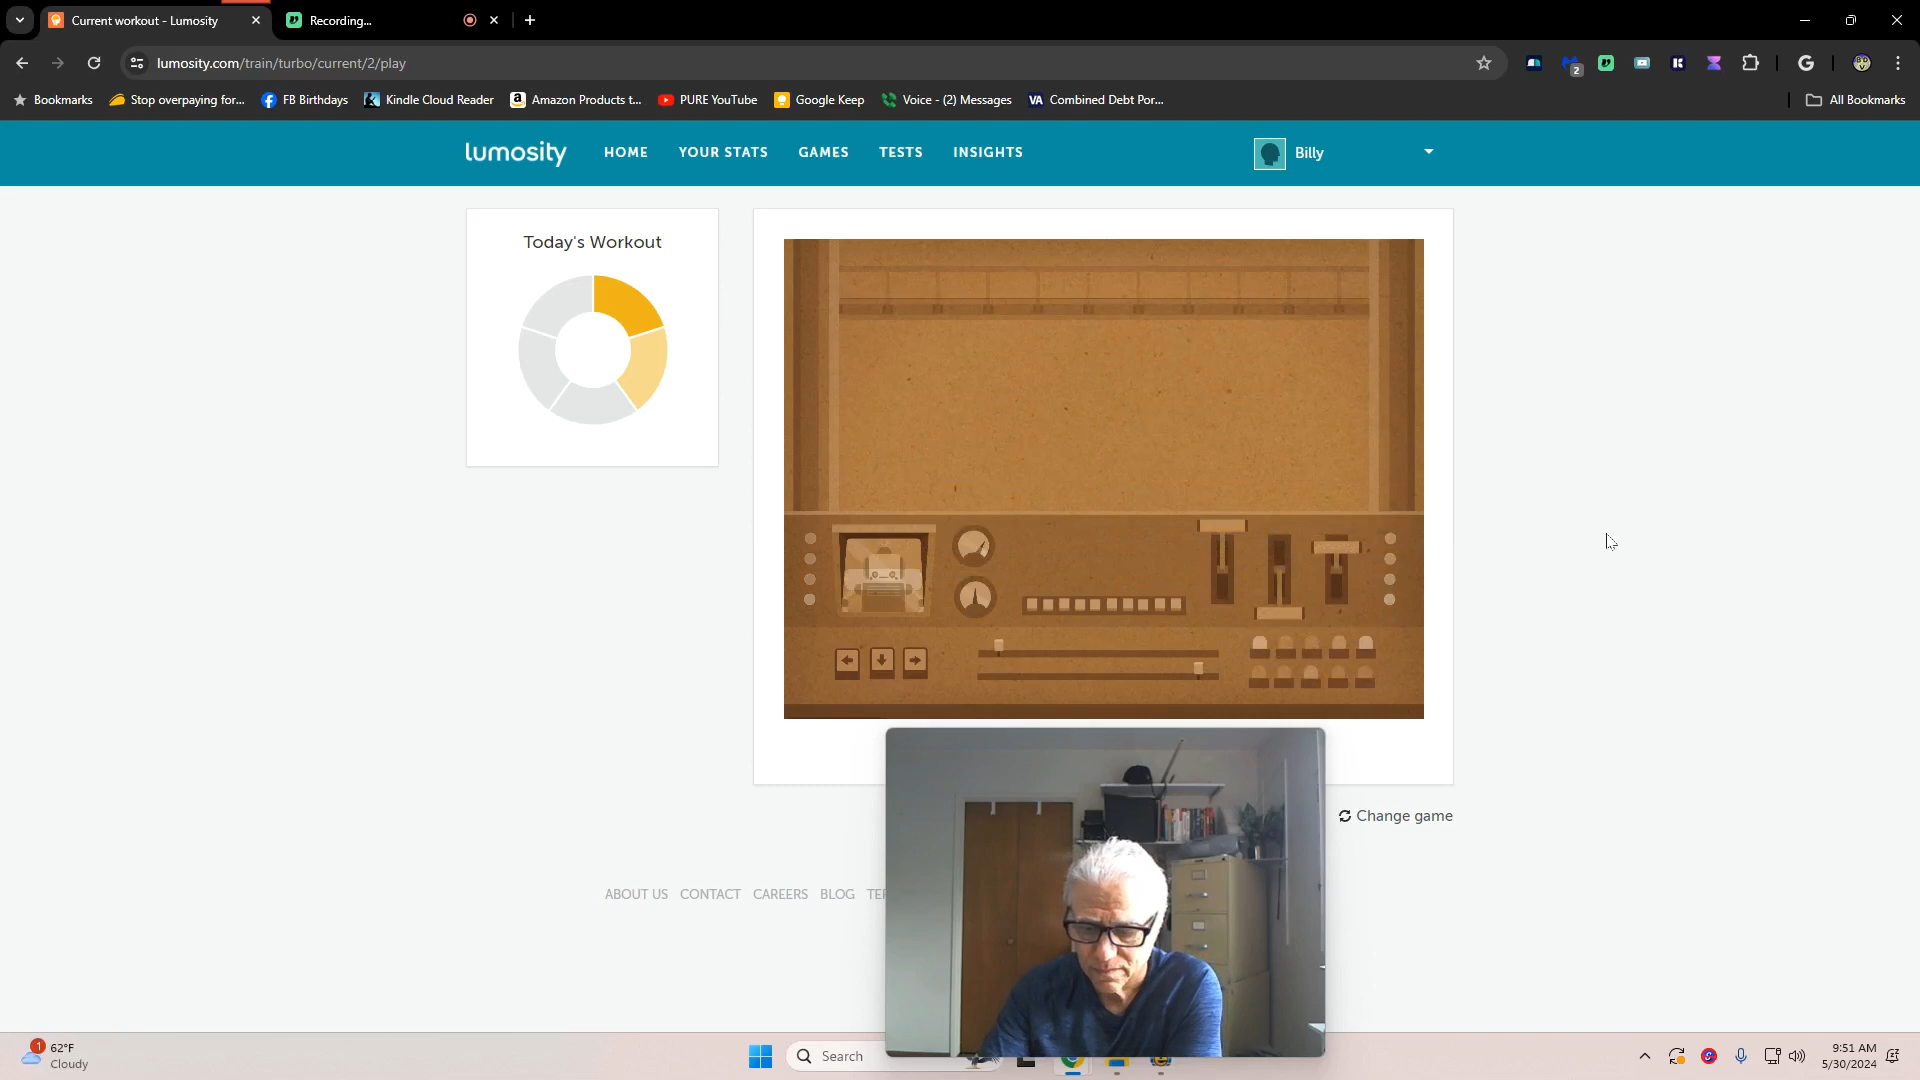 Current workout - Lumosity
Recording...
lumosity.com/train/turbo/current/2/play
2
G
Bookmarks
Stop overpaying for...
FB Birthdays
Kindle Cloud Reader
Amazon Products t...
PURE YouTube
Google Keep
Voice - (2) Messages
VA Combined Debt Por...
All Bookmarks
lumosity
HOME
YOUR STATS
GAMES
TESTS
INSIGHTS
Billy
Today's Workout
Change game
ABOUT US
CONTACT
CAREERS
BLOG
1
62°F
Cloudy
Search
9:51 AM
5/30/2024